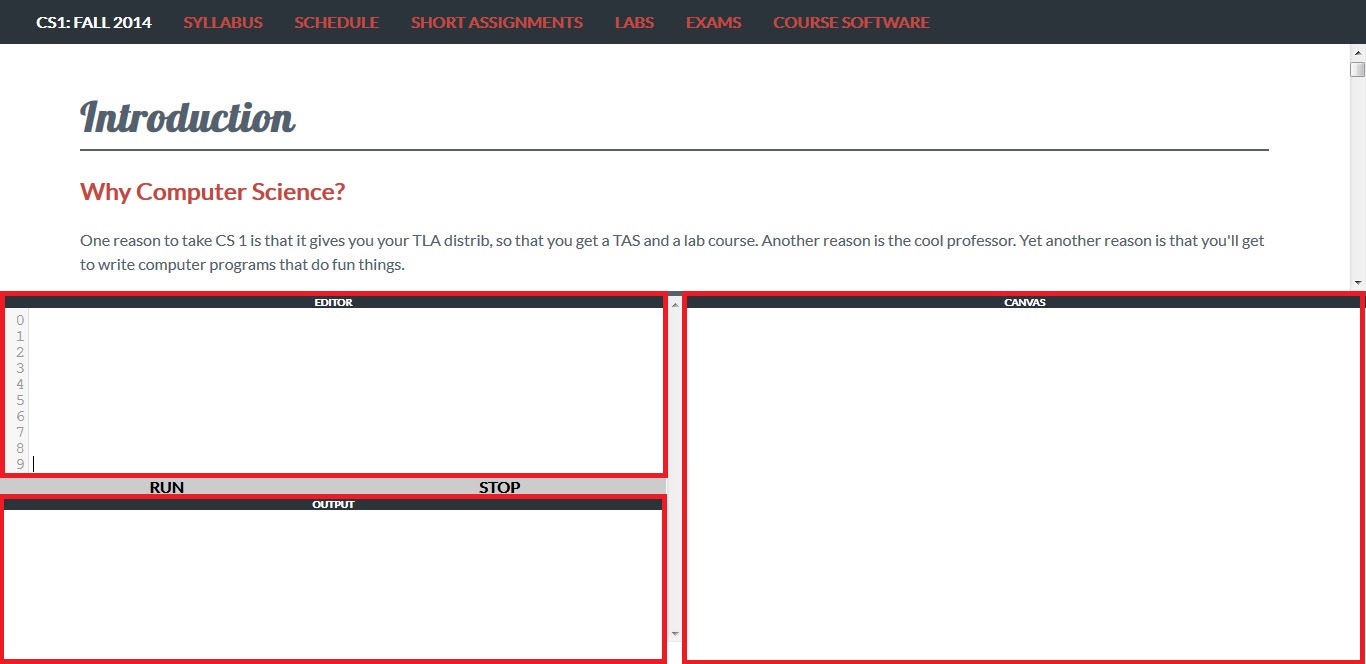 CS1: FALL 2014 SYLLABUS SCHEDULE SHORT ASSIGNMENTS LABS EXAMS COURSE SOFTWARE
Introduction
Why Computer Science?
One reason to take CS 1 is that it gives you your TLA distrib, so that you get a TAS and a lab course. Another reason is the cool professor. Yet another reason is that you'll get
to write computer programs that do fun things.
EDITOR
0
1
2
3
4
5
6
7
8
9
RUN STOP
OUTPUT
CANVAS